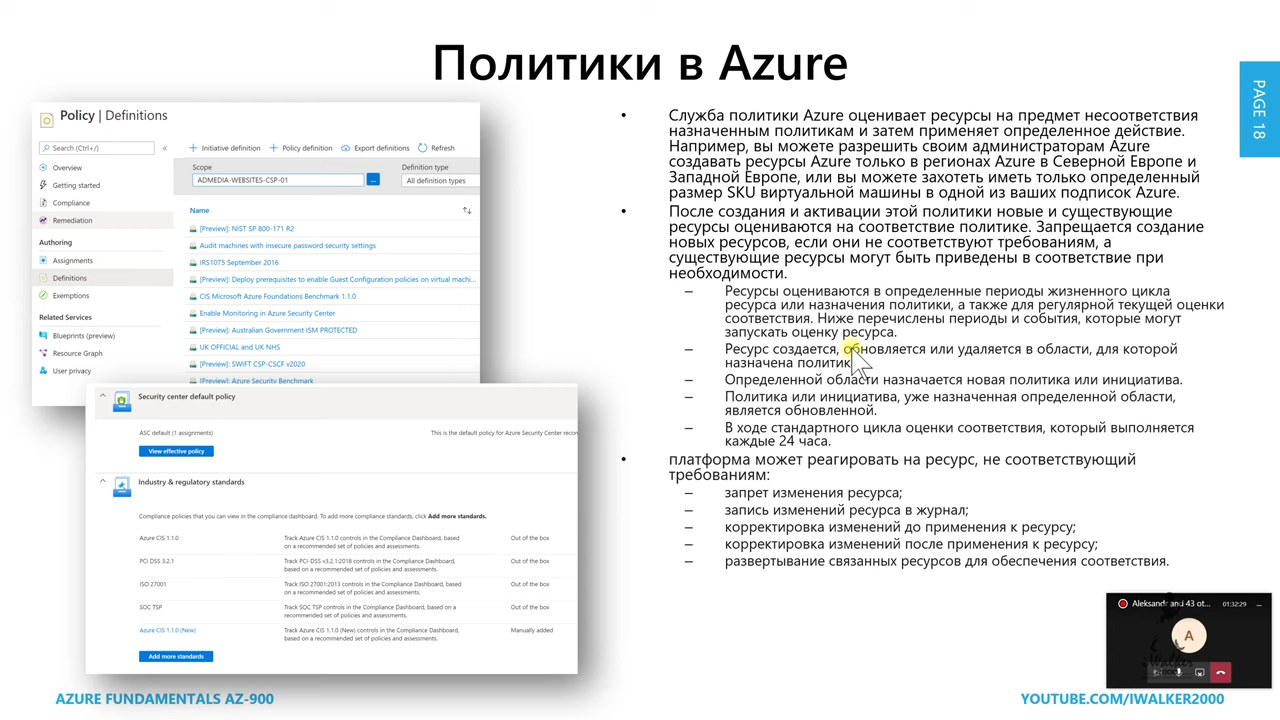 Политики в Azure
PAGE 18
Policy | Definitions
Search (Ctrl+/)
«
Overview
Getting started
Compliance
Remediation
Authoring
Assignments
Definitions
Exemptions
Related Services
Blueprints (preview)
Resource Graph
User privacy
Initiative definition
Policy definition
Export definitions
Refresh
Scope
Definition type
ADMEDIA-WEBSITES-CSP-01
...
All definition types
Name
[Preview]: NIST SP 800-171 R2
Audit machines with insecure password security settings
IRS1075 September 2016
[Preview]: Deploy prerequisites to enable Guest Configuration policies on virtual machi...
CIS Microsoft Azure Foundations Benchmark 1.1.0
Enable Monitoring in Azure Security Center
[Preview]: Australian Government ISM PROTECTED
UK OFFICIAL and UK NHS
[Preview]: SWIFT CSP-CSCF v2020
[Preview]: Azure Security Benchmark
Security center default policy
ASC default (1 assignments)
This is the default policy for Azure Security Center recon
View effective policy
Industry & regulatory standards
Compliance policies that you can view in the compliance dashboard. To add more compliance standards, click Add more standards.
Azure CIS 1.1.0
Track Azure CIS 1.1.0 controls in the Compliance Dashboard, based
on a recommended set of policies and assessments.
Out of the box
PCI DSS 3.2.1
Track PCI-DSS v3.2.1:2018 controls in the Compliance Dashboard,
based on a recommended set of policies and assessments.
Out of the box
ISO 27001
Track ISO 27001:2013 controls in the Compliance Dashboard, based
on a recommended set of policies and assessments.
Out of the box
SOC TSP
Track SOC TSP controls in the Compliance Dashboard, based on a
recommended set of policies and assessments.
Out of the box
Azure CIS 1.1.0 (New)
Track Azure CIS 1.1.0 (New) controls in the Compliance Dashboard,
based on a recommended set of policies and assessments.
Manually added
Add more standards
• Служба политики Azure оценивает ресурсы на предмет несоответствия
назначенным политикам и затем применяет определенное действие.
Например, вы можете разрешить своим администраторам Azure
создавать ресурсы Azure только в регионах Azure в Северной Европе и
Западной Европе, или вы можете захотеть иметь только определенный
размер SKU виртуальной машины в одной из ваших подписок Azure.
• После создания и активации этой политики новые и существующие
ресурсы оцениваются на соответствие политике. Запрещается создание
новых ресурсов, если они не соответствуют требованиям, а
существующие ресурсы могут быть приведены в соответствие при
необходимости.
– Ресурсы оцениваются в определенные периоды жизненного цикла
ресурса или назначения политики, а также для регулярной текущей оценки
соответствия. Ниже перечислены периоды и события, которые могут
запускать оценку ресурса.
– Ресурс создается, обновляется или удаляется в области, для которой
назначена политик
– Определенной области назначается новая политика или инициатива.
– Политика или инициатива, уже назначенная определенной области,
является обновленной.
– В ходе стандартного цикла оценки соответствия, который выполняется
каждые 24 часа.
• платформа может реагировать на ресурс, не соответствующий
требованиям:
– запрет изменения ресурса;
– запись изменений ресурса в журнал;
– корректировка изменений до применения к ресурсу;
– корректировка изменений после применения к ресурсу;
– развертывание связанных ресурсов для обеспечения соответствия.
Aleksandr and 43 ot...
01:32:29
A
iWalker
AZURE FUNDAMENTALS AZ-900
YOUTUBE.COM/IWALKER2000